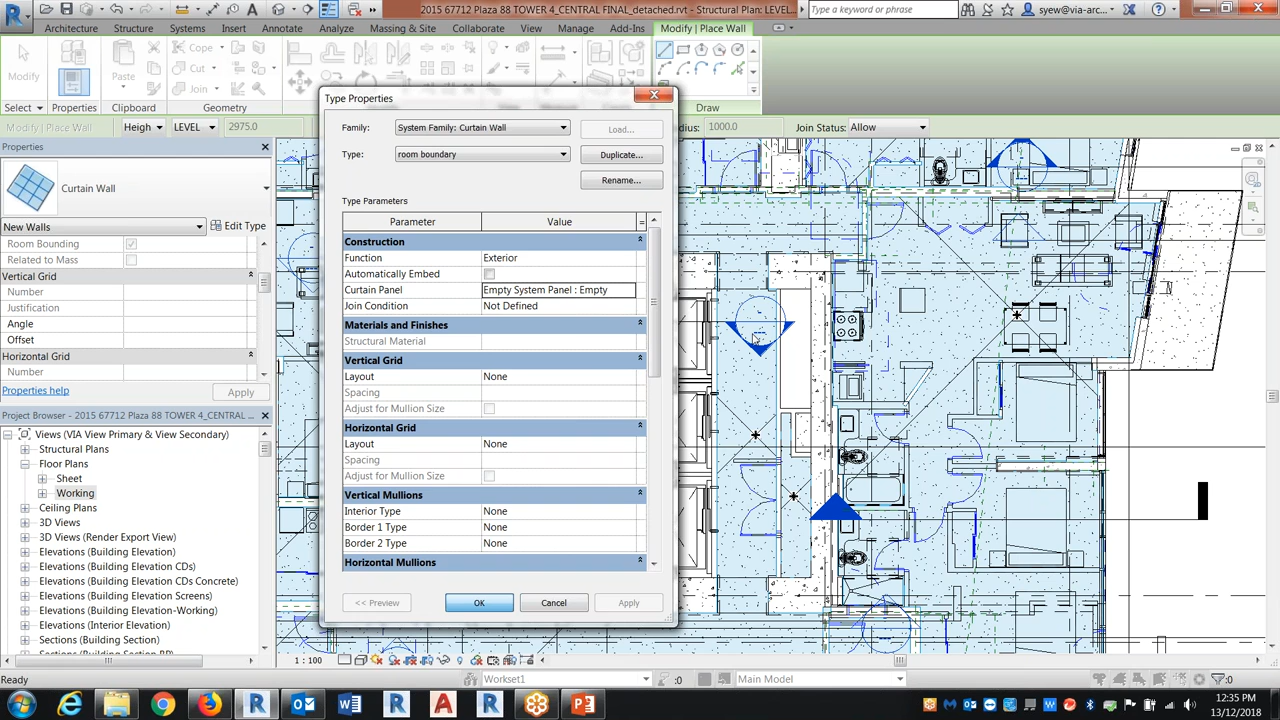 2015 67712 Plaza 88 TOWER 4_CENTRAL FINAL_detached.rvt - Structural Plan: LEVEL...
Type a keyword or phrase
syew@via-arc...
Architecture Structure Systems Insert Annotate Analyze Massing & Site Collaborate View Manage Add-Ins Modify | Place Wall
Modify
Paste
Cope
Cut
Join
Select Properties Clipboard Geometry Draw
Modify | Place Wall
Heigh LEVEL 2975.0
adius: 1000.0 Join Status: Allow
Properties
Curtain Wall
New Walls Edit Type
Room Bounding
Related to Mass
Vertical Grid
Number
Justification
Angle
Offset
Horizontal Grid
Number
Properties help Apply
Project Browser - 2015 67712 Plaza 88 TOWER 4_CENTRAL ...
Views (VIA View Primary & View Secondary)
Structural Plans
Floor Plans
Sheet
Working
Ceiling Plans
3D Views
3D Views (Render Export View)
Elevations (Building Elevation)
Elevations (Building Elevation CDs)
Elevations (Building Elevation CDs Concrete)
Elevations (Building Elevation Screens)
Elevations (Building Elevation-Working)
Sections (Building Section)
Type Properties
Family: System Family: Curtain Wall Load...
Type: room boundary Duplicate...
Rename...
Type Parameters
Parameter Value =
Construction
Function Exterior
Automatically Embed
Curtain Panel Empty System Panel : Empty
Join Condition Not Defined
Materials and Finishes
Structural Material
Vertical Grid
Layout None
Spacing
Adjust for Mullion Size
Horizontal Grid
Layout None
Spacing
Adjust for Mullion Size
Vertical Mullions
Interior Type None
Border 1 Type None
Border 2 Type None
Horizontal Mullions
<< Preview OK Cancel Apply
1 : 100
Ready Workset1 :0 Main Model :0
12:35 PM
13/12/2018